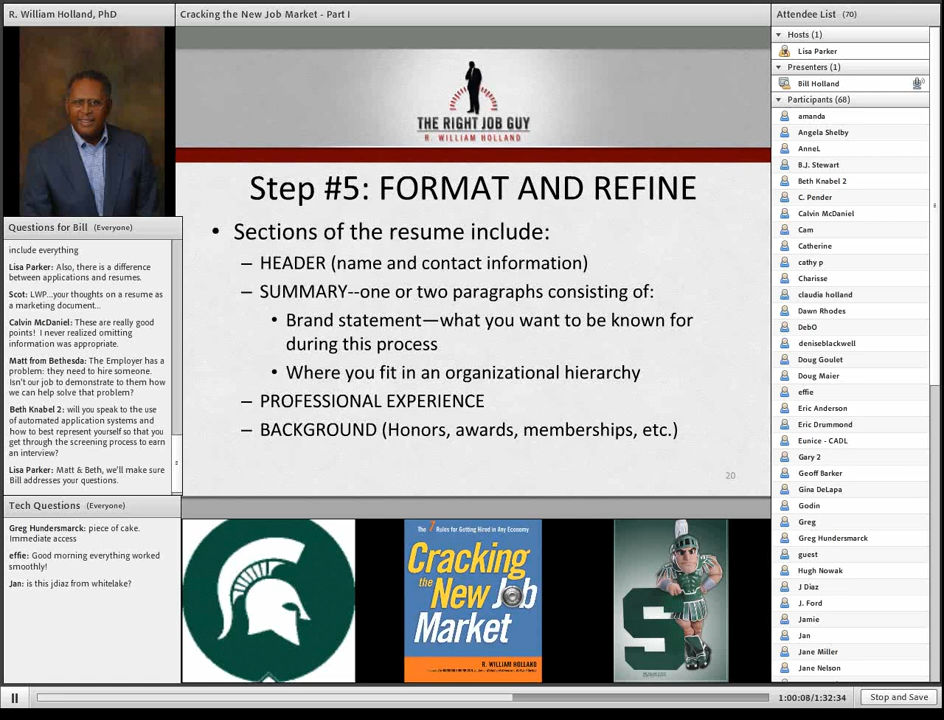 R. William Holland, PhD
Cracking the New Job Market - Part I
Attendee List (70)
THE RIGHT JOB GUY
R. WILLIAM HOLLAND
Step #5: FORMAT AND REFINE
• Sections of the resume include:
– HEADER (name and contact information)
– SUMMARY--one or two paragraphs consisting of:
• Brand statement—what you want to be known for
during this process
• Where you fit in an organizational hierarchy
– PROFESSIONAL EXPERIENCE
– BACKGROUND (Honors, awards, memberships, etc.)
20
Questions for Bill (Everyone)
include everything
Lisa Parker: Also, there is a difference
between applications and resumes.
Scot: LWP...your thoughts on a resume as
a marketing document...
Calvin McDaniel: These are really good
points! I never realized omitting
information was appropriate.
Matt from Bethesda: The Employer has a
problem: they need to hire someone.
Isn't our job to demonstrate to them how
we can help solve that problem?
Beth Knabel 2: will you speak to the use
of automated application systems and
how to best represent yourself so that you
get through the screening process to earn
an interview?
Lisa Parker: Matt & Beth, we'll make sure
Bill addresses your questions.
Tech Questions (Everyone)
Greg Hundersmarck: piece of cake.
Immediate access
effie: Good morning everything worked
smoothly!
Jan: is this jdiaz from whitelake?
The 7 Rules for Getting Hired in Any Economy
Cracking
the New Job
Market
R. WILLIAM HOLLAND
S
Hosts (1)
Lisa Parker
Presenters (1)
Bill Holland
Participants (68)
amanda
Angela Shelby
AnneL
B.J. Stewart
Beth Knabel 2
C. Pender
Calvin McDaniel
Cam
Catherine
cathy p
Charisse
claudia holland
Dawn Rhodes
DebO
deniseblackwell
Doug Goulet
Doug Maier
effie
Eric Anderson
Eric Drummond
Eunice - CADL
Gary 2
Geoff Barker
Gina DeLapa
Godin
Greg
Greg Hundersmarck
guest
Hugh Nowak
J Diaz
J. Ford
Jamie
Jan
Jane Miller
Jane Nelson
1:00:08/1:32:34
Stop and Save